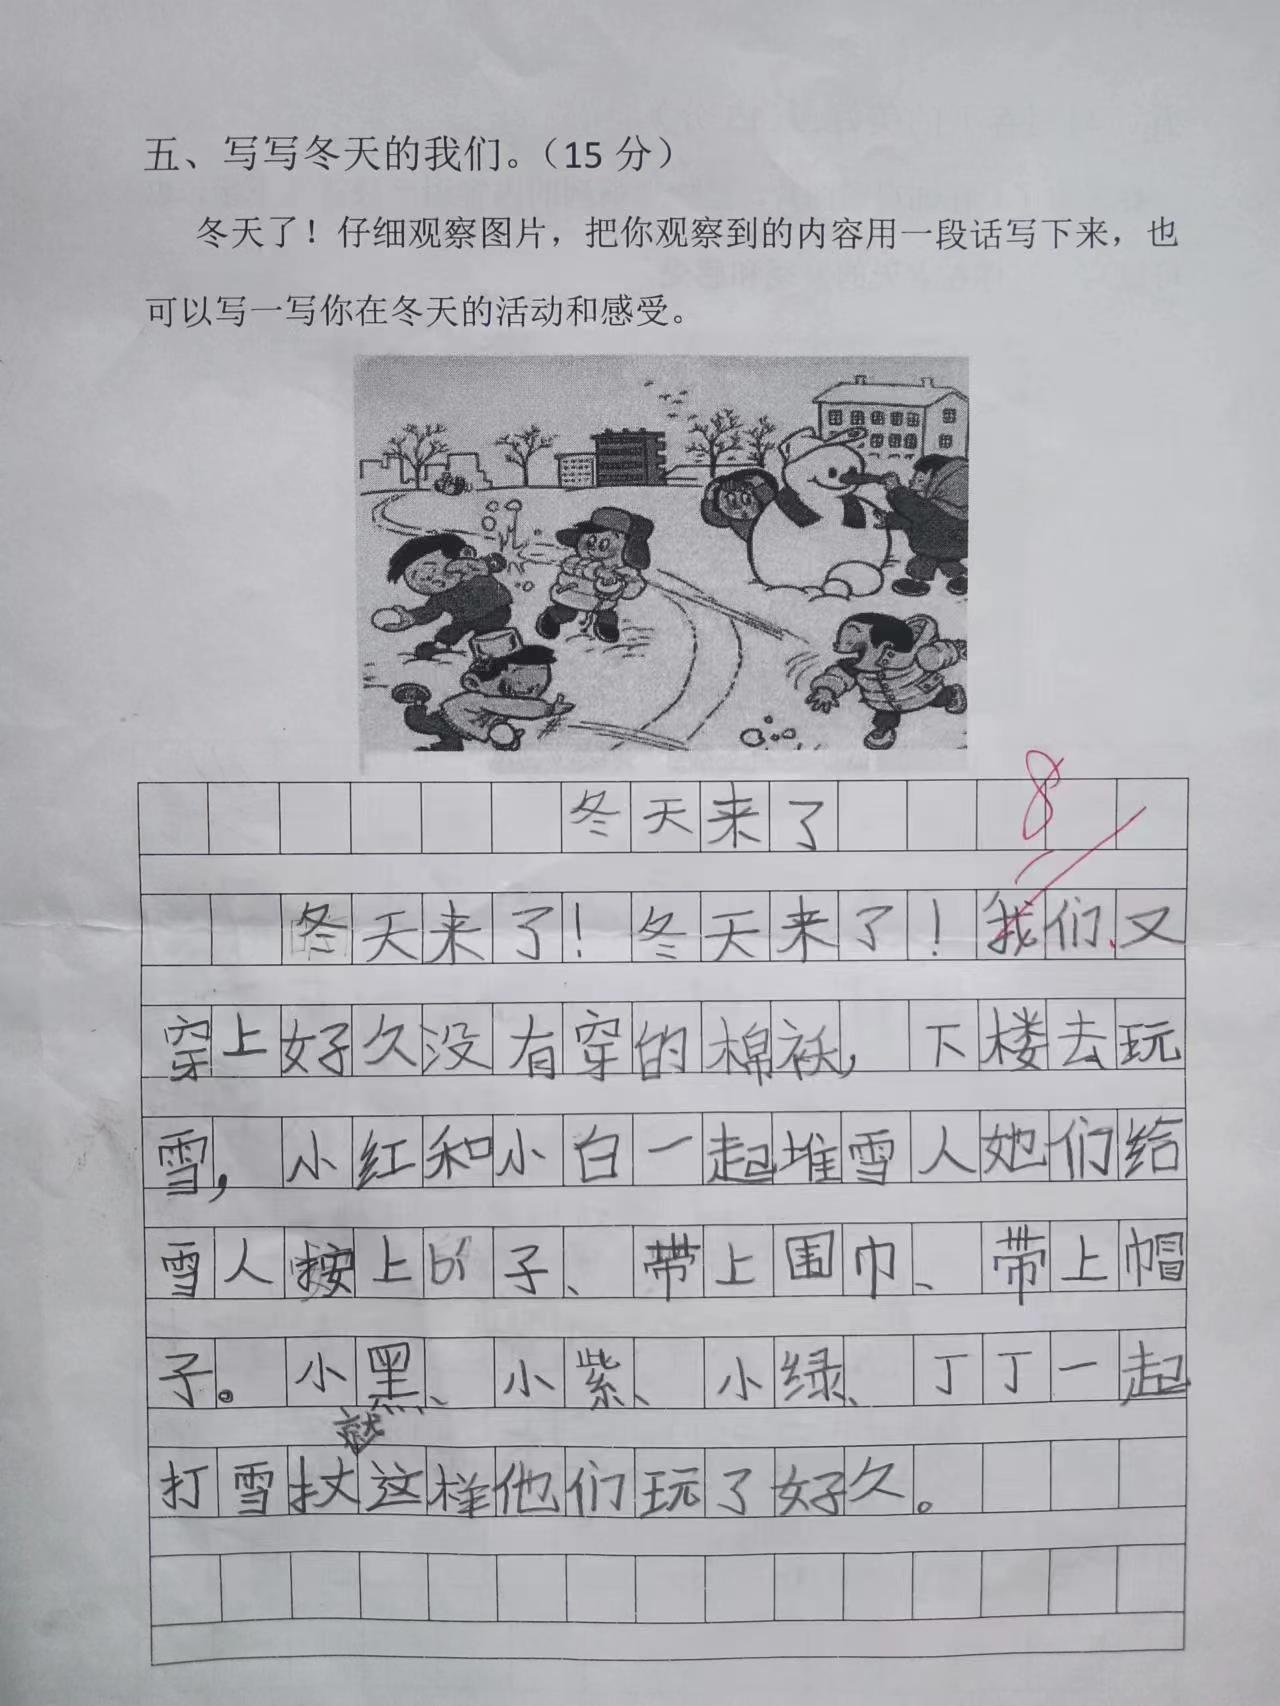 五、写写冬天的我们。（15 分）
冬天了！仔细观察图片，把你观察到的内容用一段话写下来，也
可以写一写你在冬天的活动和感受。
8
冬天来了
冬天来了！冬天来了！我们、又
穿上好久没有穿的棉袄，下楼去玩
雪，小红和小白一起堆雪人她们给
雪人按上 子、带上围巾、带上帽
子。小黑、小紫、小绿、丁丁一起
就
打雪扙这样他们玩了好久。